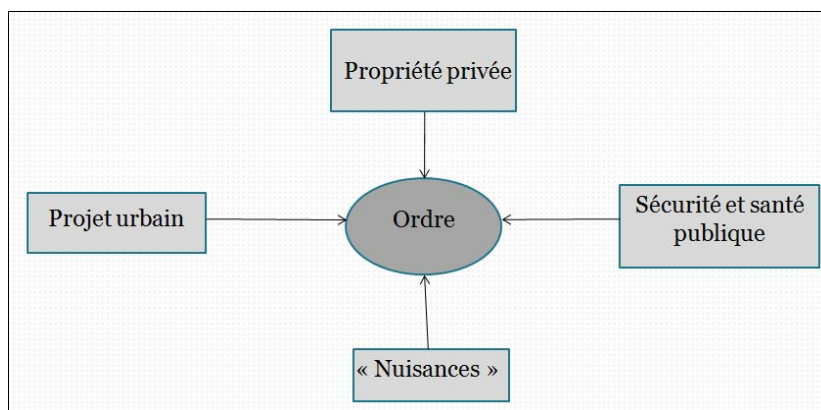 Propriété privée
Projet urbain
Ordre
Sécurité et santé
publique
« Nuisances »